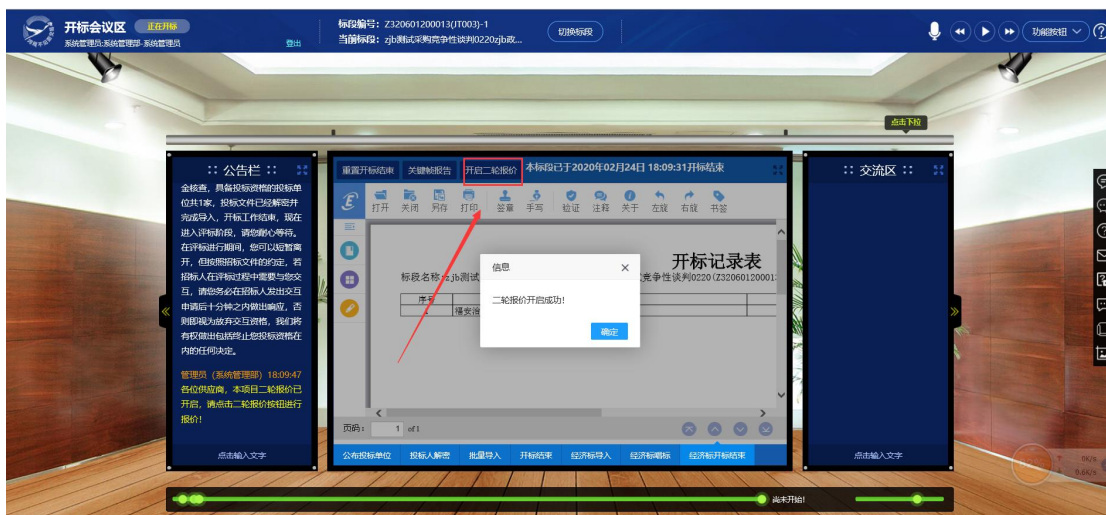 开标会议区 正在开标
系统管理员:系统管理部-系统管理员
登出
标段编号：Z320601200013(JT003)-1
当前标段：zjb测试采购竞争性谈判0220zjb政...
切换标段
功能按钮
点击下拉
:: 公告栏 ::
金核查，具备投标资格的投标单
位共1家，投标文件已经解密并
完成导入，开标工作结束，现在
进入评标阶段，请您耐心等待。
在评标进行期间，您可以短暂离
开，但按照招标文件的约定，若
招标人在评标过程中需要与您交
互，请您务必在招标人发出交互
申请后十分钟之内做出响应，否
则即视为放弃交互资格，我们将
有权做出包括终止您投标资格在
内的任何决定。
管理员（系统管理部）18:09:47
各位供应商，本项目二轮报价已
开启，请点击二轮报价按钮进行
报价！
点击输入文字
重置开标结束 关键帧报告 开启二轮报价 本标段已于2020年02月24日 18:09:31开标结束
打开 关闭 另存 打印 签章 手写 验证 注释 关于 左旋 右旋 书签
开标记录表
标段名称：zjb测试
竞争性谈判0220（Z32060120001
序号
1
信息
二轮报价开启成功!
确定
页码： 1 of1
公布投标单位 投标人解密 批量导入 开标结束 经济标导入 经济标唱标 经济标开标结束
:: 交流区 ::
点击输入文字
尚未开始!
0K/s